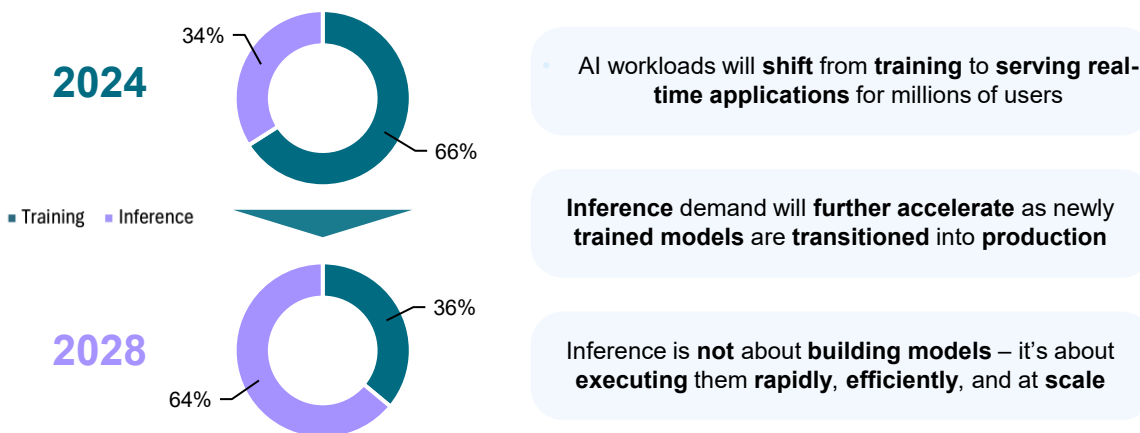 34%
2024
66%
Training Inference
36%
2028
64%
AI workloads will shift from training to serving real-
time applications for millions of users
Inference demand will further accelerate as newly
trained models are transitioned into production
Inference is not about building models – it's about
executing them rapidly, efficiently, and at scale